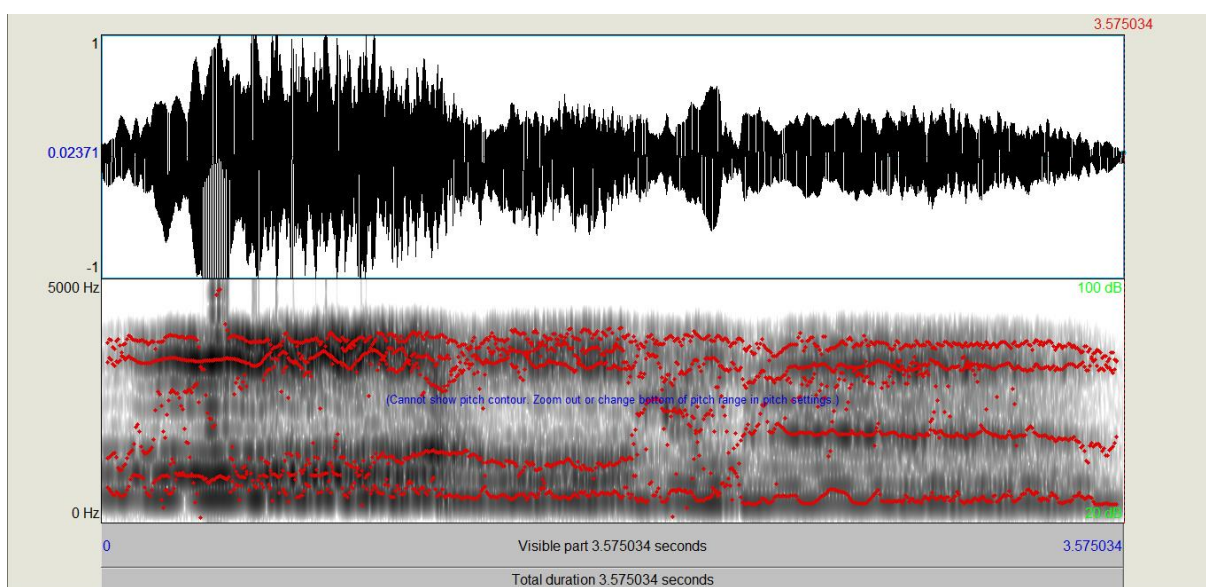 3.575034
1
0.02371
-1
5000 Hz
100 dB
(Cannot show pitch contour. Zoom out or change bottom of pitch range in pitch settings.)
0 Hz
0
Visible part 3.575034 seconds
3.575034
Total duration 3.575034 seconds